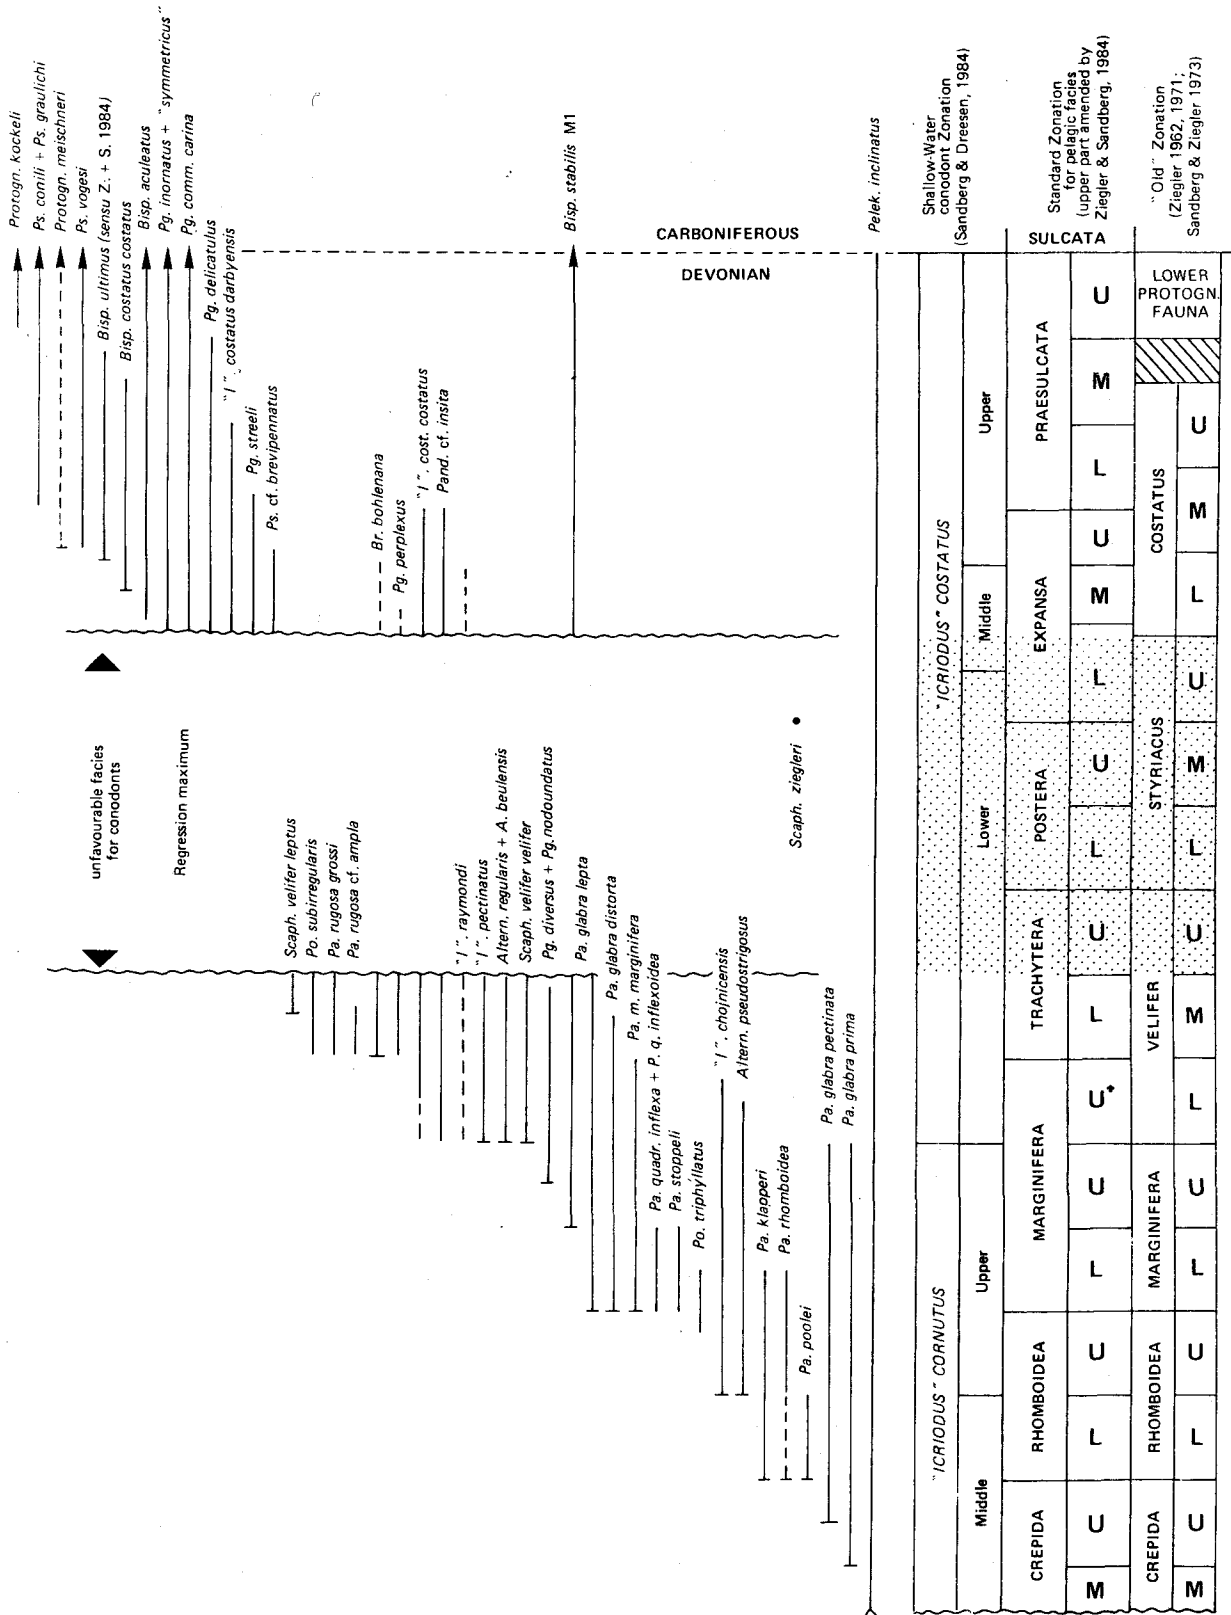 Protogn. kockeli
Ps. conili + Ps. graulichi
Protogn. meischneri
Ps. vogesi
Bisp. ultimus (sensu Z. + S. 1984)
Bisp. costatus costatus
Bisp. aculeatus
Pg. inornatus + "symmetricus"
Pg. comm. carina
Pg. delicatulus
"I". costatus darbyensis
Pg. streeli
Ps. cf. brevipennatus
Br. bohlenana
Pg. perplexus
"I". cost. costatus
Pand. cf. insita
Bisp. stabilis M1
Pelek. inclinatus
CARBONIFEROUS
DEVONIAN
unfavourable facies
for conodonts
Regression maximum
Scaph. ziegleri
Scaph. velifer leptus
Po. subirregularis
Pa. rugosa grossi
Pa. rugosa cf. ampla
"I". raymondi
"I". pectinatus
Altern. regularis + A. beulensis
Scaph. velifer velifer
Pg. diversus + Pg. nodoundatus
Pa. glabra lepta
Pa. glabra distorta
Pa. m. marginifera
Pa. quadr. inflexa + P. q. inflexoidea
Pa. stoppeli
Po. triphyllatus
"I". chojnicensis
Altern. pseudostrigosus
Pa. klapperi
Pa. rhomboidea
Pa. poolei
Pa. glabra pectinata
Pa. glabra prima
Shallow-Water
conodont Zonation
(Sandberg & Dreesen, 1984)
"ICRIODUS" CORNUTUS
"ICRIODUS" COSTATUS
Middle
Upper
Lower
Middle
Upper
Standard Zonation
for pelagic facies
(upper part amended by
Ziegler & Sandberg, 1984)
CREPIDA
RHOMBOIDEA
MARGINIFERA
TRACHYTERA
POSTERA
EXPANSA
PRAESULCATA
SULCATA
M
U
L
U
L
U
U+
L
U
L
U
L
M
U
L
M
U
"Old" Zonation
(Ziegler 1962, 1971;
Sandberg & Ziegler 1973)
CREPIDA
RHOMBOIDEA
MARGINIFERA
VELIFER
STYRIACUS
COSTATUS
LOWER
PROTOGN.
FAUNA
M
U
L
U
L
U
L
M
U
L
M
U
L
M
U